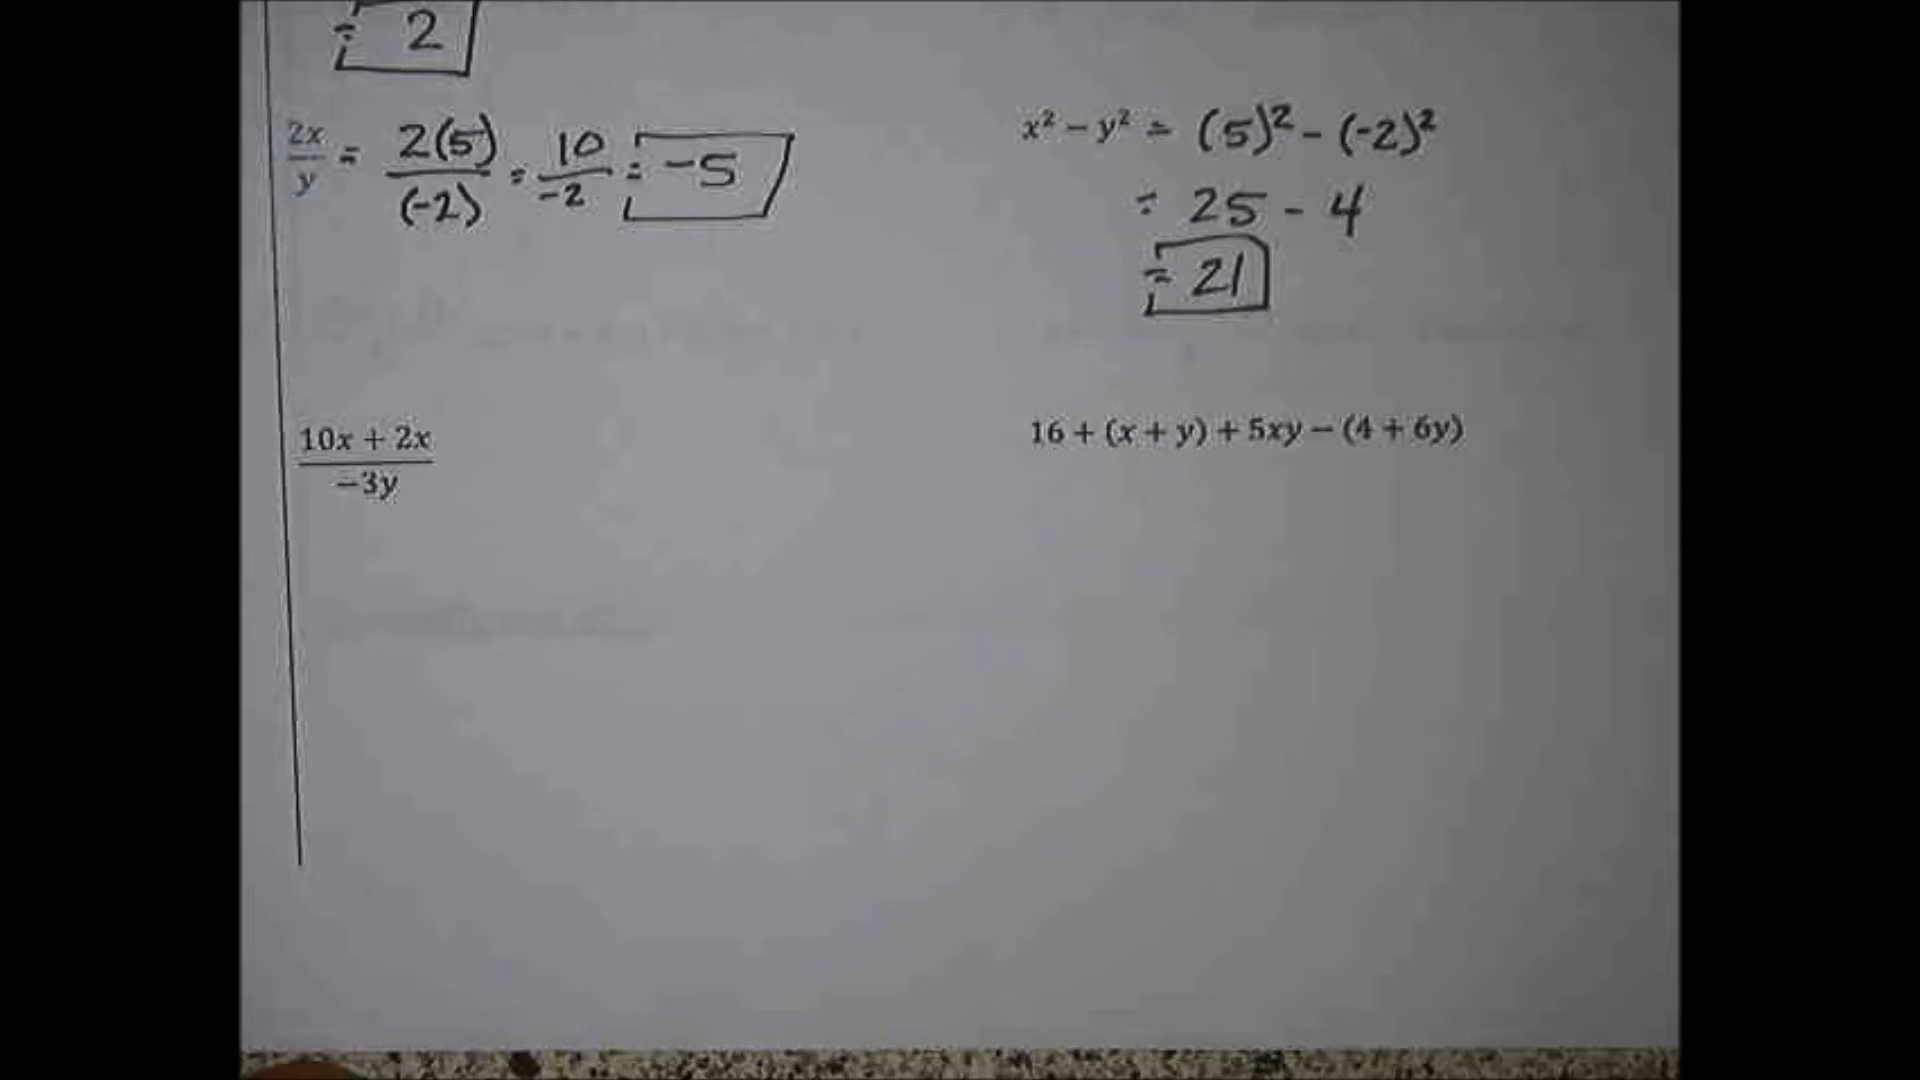 = 2
2x/y = 2(5)/(-2) = 10/-2 = -5
x² − y² = (5)² - (-2)²
= 25 - 4
= 21
10x + 2x
−3y
16 + (x + y) + 5xy − (4 + 6y)